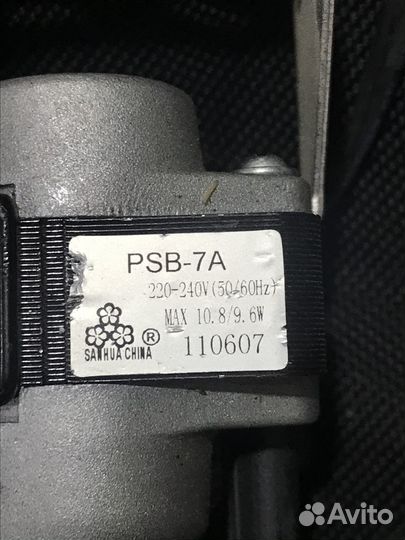 PSB-7A
220-240V(50/60Hz)
MAX 10.8/9.6W
SANHUA CHINA ® 110607
Avito